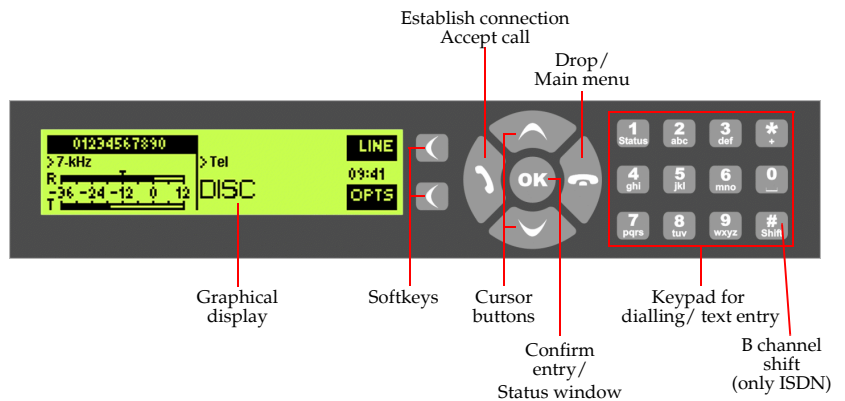 Establish connection
Accept call
Drop/
Main menu
01234567890
>7-kHz
>Tel
LINE
R
09:41
-36 -24 -12 0 12
DISC
OPTS
T
OK
1 2 3 *
Status abc def +
4 5 6 0
ghi jkl mno
7 8 9 #
pqrs tuv wxyz Shift
Graphical
display
Softkeys
Cursor
buttons
Keypad for
dialling/ text entry
Confirm
entry/
Status window
B channel
shift
(only ISDN)